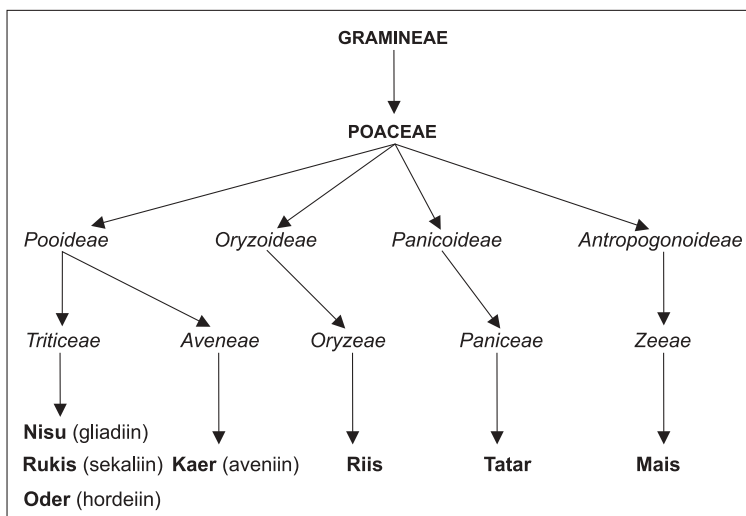 GRAMINEAE
POACEAE
Pooideae Oryzoideae Panicoideae Antropogonoideae
Triticeae Aveneae Oryzeae Paniceae Zeeae
Nisu (gliadiin)
Rukis (sekaliin) Kaer (aveniin) Riis Tatar Mais
Oder (hordeiin)